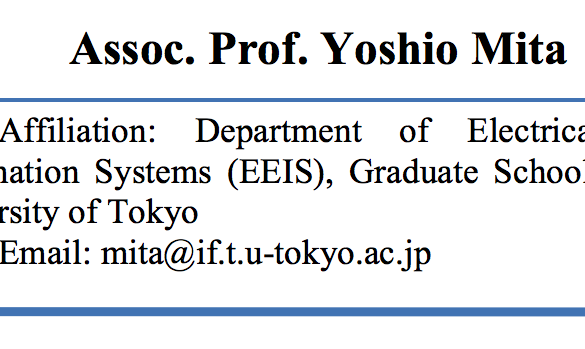 Assoc. Prof. Yoshio Mita
Affiliation: Department of Electrica
nation Systems (EEIS), Graduate School
rsity of Tokyo
Email: mita@if.t.u-tokyo.ac.jp